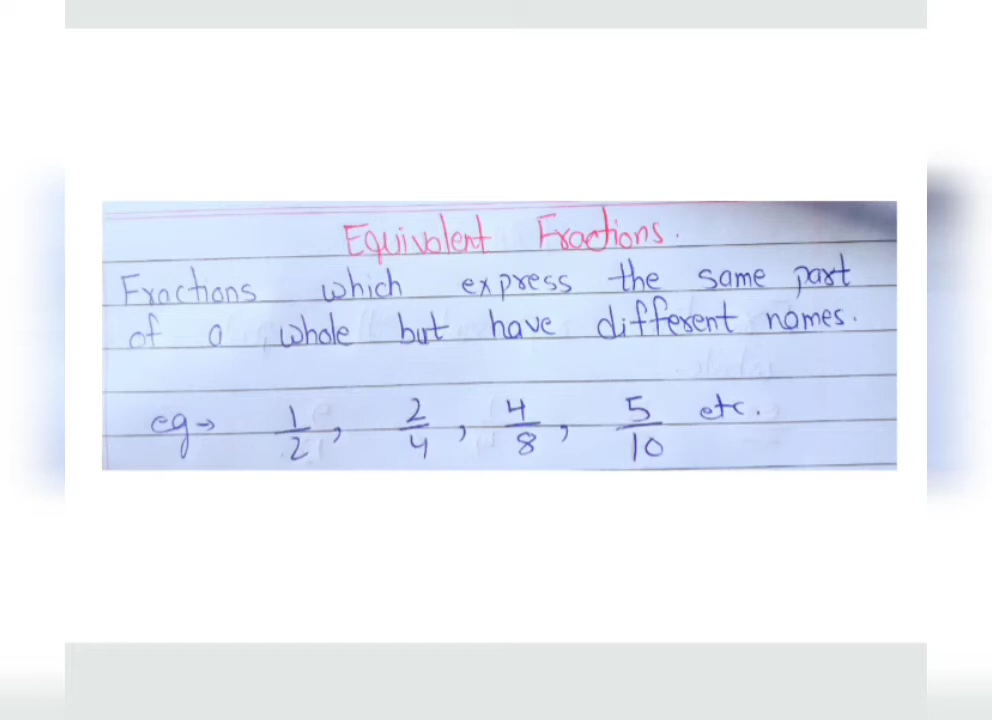 Equivalent Fractions.
Fractions which express the same part
of a whole but have different names.
eg → 1/2, 2/4, 4/8, 5/10 etc.